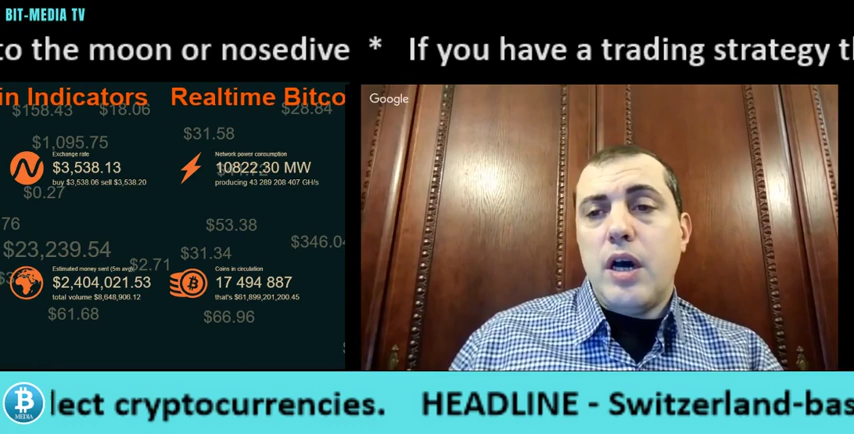 BIT-MEDIA TV
to the moon or nosedive * If you have a trading strategy t
in Indicators Realtime Bitco
$158.43 $18.06 $28.84
$1,095.75 $31.58
Exchange rate
$3,538.13
buy $3,538.06 sell $3,538.20
Network power consumption
10822.30 MW
producing 43 289 208 407 GH/s
$0.27
76 $53.38
$23,239.54 $31.34 $346.04
$2.71
Estimated money sent (5m avg)
$2,404,021.53
total volume $8,648,906.12
Coins in circulation
17 494 887
that's $61,899,201,200.45
$61.68 $66.96
Google
B
MEDIA
lect cryptocurrencies. HEADLINE - Switzerland-bas